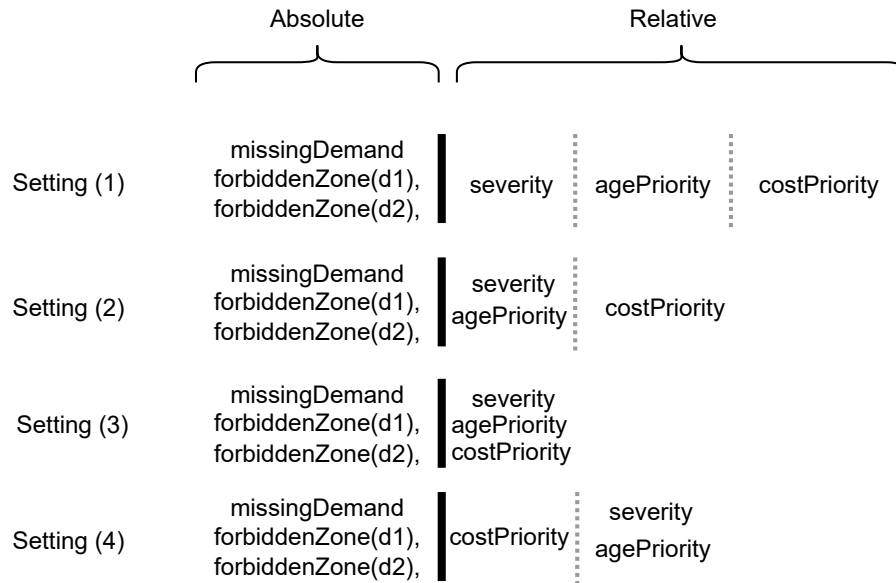 Absolute Relative
Setting (1)
missingDemand
forbiddenZone(d1),
forbiddenZone(d2),
severity
agePriority
costPriority
Setting (2)
missingDemand
forbiddenZone(d1),
forbiddenZone(d2),
severity
agePriority
costPriority
Setting (3)
missingDemand
forbiddenZone(d1),
forbiddenZone(d2),
severity
agePriority
costPriority
Setting (4)
missingDemand
forbiddenZone(d1),
forbiddenZone(d2),
costPriority
severity
agePriority